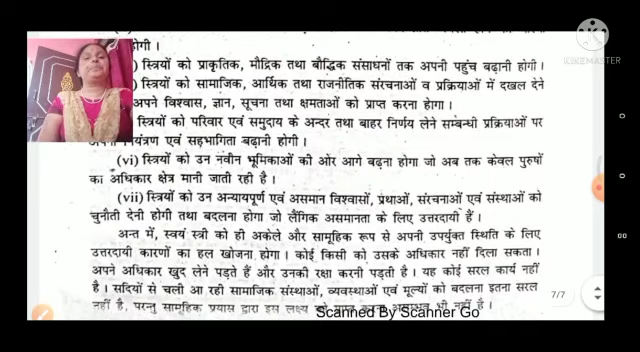 होगी ।
) स्त्रियों को प्राकृतिक, मौद्रिक तथा बौद्धिक संसाधनों तक अपनी पहुंच बढ़ानी होगी ।
स्त्रियों को सामाजिक, आर्थिक तथा राजनीतिक संरचनाओं व प्रक्रियाओं में दखल देने
अपने विश्वास, ज्ञान, सूचना तथा क्षमताओं को प्राप्त करना होगा ।
स्त्रियों को परिवार एवं समुदाय के अन्दर तथा बाहर निर्णय लेने सम्बन्धी प्रक्रियाओं पर
अपना नियंत्रण एवं सहभागिता बढ़ानी होगी ।
(vi) स्त्रियों को उन नवीन भूमिकाओं की ओर आगे बढ़ना होगा जो अब तक केवल पुरुषों
का अधिकार क्षेत्र मानी जाती रही है ।
(vii) स्त्रियों को उन अन्यायपूर्ण एवं असमान विश्वासों, प्रथाओं, संरचनाओं एवं संस्थाओं को
चुनौती देनी होगी तथा बदलना होगा जो लैंगिक असमानता के लिए उत्तरदायी हैं ।
अन्त में, स्वयं स्त्री को ही अकेले और सामूहिक रूप से अपनी उपर्युक्त स्थिति के लिए
उत्तरदायी कारणों का हल खोजना होगा । कोई किसी को उसके अधिकार नहीं दिला सकता ।
अपने अधिकार खुद लेने पड़ते हैं और उनकी रक्षा करनी पड़ती है । यह कोई सरल कार्य नहीं
है । सदियों से चली आ रही सामाजिक संस्थाओं, व्यवस्थाओं एवं मूल्यों को बदलना इतना सरल
नहीं है, परन्तु सामूहिक प्रयास द्वारा इस लक्ष्य को भी नहीं है ।
Scanned By Scanner Go
7/7
KINEMASTER